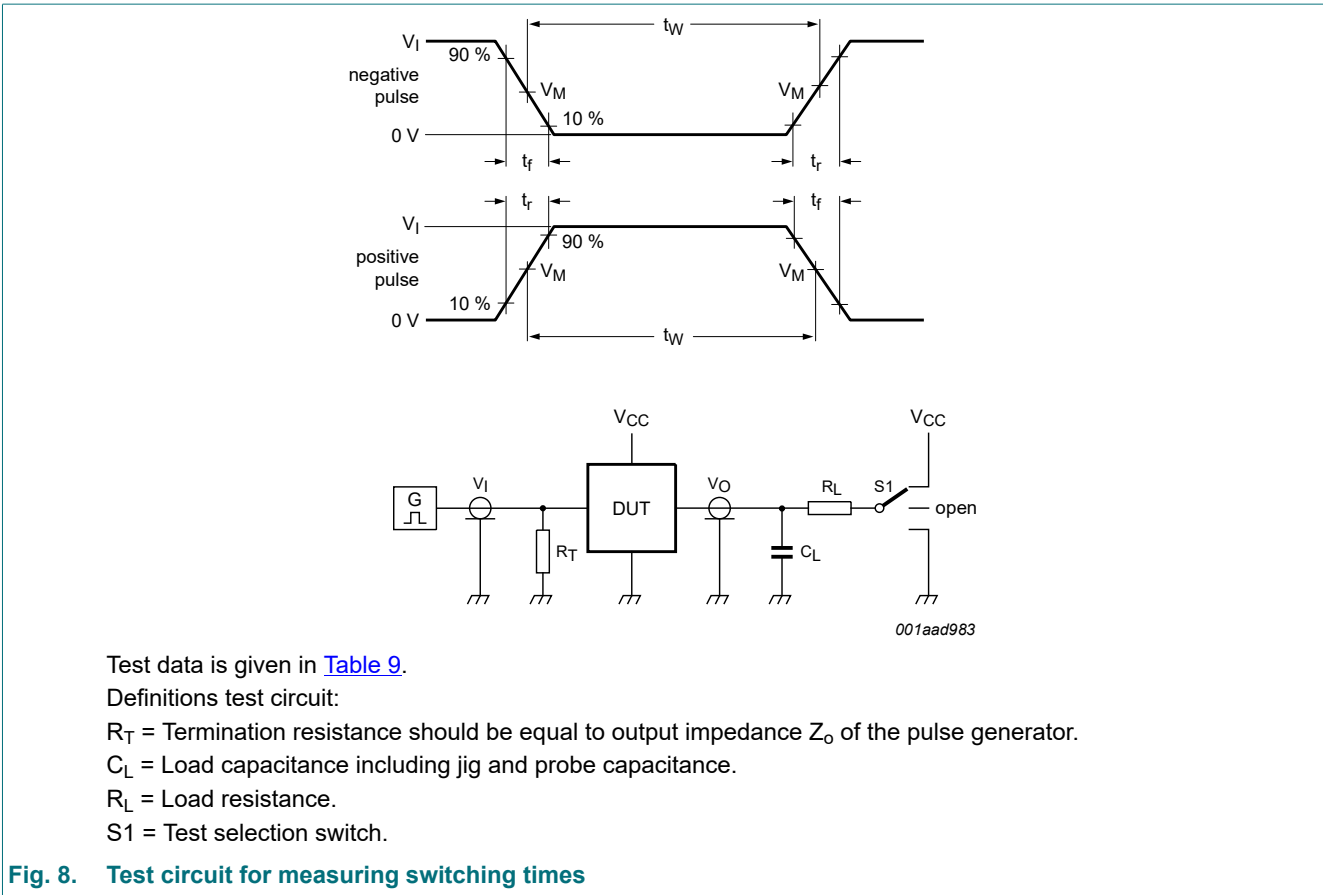 tW
VI
90 %
negative
pulse
VM
VM
10 %
0 V
tf
tr
tr
tf
VI
90 %
positive
pulse
VM
VM
10 %
0 V
tW
VCC
VCC
G
VI
DUT
VO
RL
S1
open
RT
CL
001aad983
Test data is given in Table 9.
Definitions test circuit:
RT = Termination resistance should be equal to output impedance Zo of the pulse generator.
CL = Load capacitance including jig and probe capacitance.
RL = Load resistance.
S1 = Test selection switch.
Fig. 8. Test circuit for measuring switching times